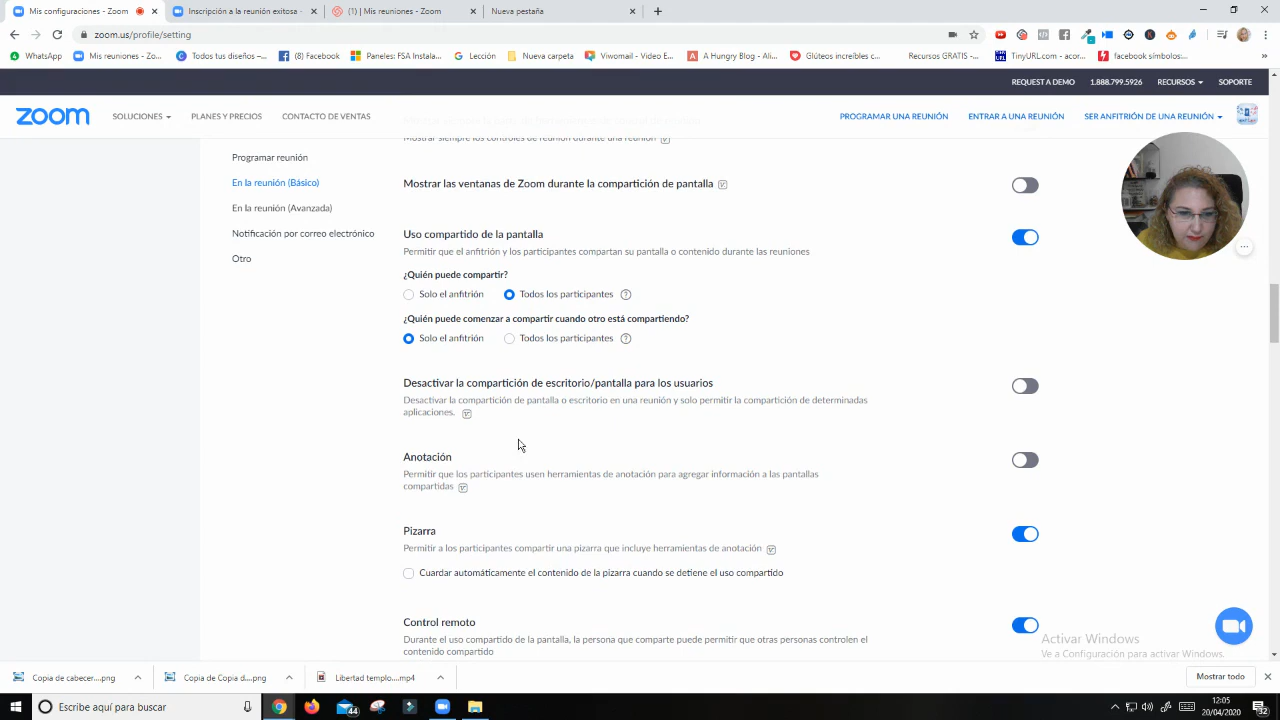 Mis configuraciones - Zoom
Inscripción a la reunión exitosa -
(1) | Mis reuniones - Zoom
Nueva pestaña
zoom.us/profile/setting
WhatsApp
Mis reuniones - Zo...
Todos tus diseños –...
(8) Facebook
Paneles: FSA Instala...
Lección
Nueva carpeta
Viwomail - Video E...
A Hungry Blog - Ali...
Glúteos increíbles c...
Recursos GRATIS -...
TinyURL.com - acor...
facebook símbolos:...
REQUEST A DEMO
1.888.799.5926
RECURSOS
SOPORTE
zoom
SOLUCIONES
PLANES Y PRECIOS
CONTACTO DE VENTAS
PROGRAMAR UNA REUNIÓN
ENTRAR A UNA REUNIÓN
SER ANFITRIÓN DE UNA REUNIÓN
Programar reunión
En la reunión (Básico)
En la reunión (Avanzada)
Notificación por correo electrónico
Otro
Mostrar siempre los controles de reunión durante una reunión
Mostrar las ventanas de Zoom durante la compartición de pantalla
Uso compartido de la pantalla
Permitir que el anfitrión y los participantes compartan su pantalla o contenido durante las reuniones
¿Quién puede compartir?
Solo el anfitrión
Todos los participantes
¿Quién puede comenzar a compartir cuando otro está compartiendo?
Solo el anfitrión
Todos los participantes
Desactivar la compartición de escritorio/pantalla para los usuarios
Desactivar la compartición de pantalla o escritorio en una reunión y solo permitir la compartición de determinadas
aplicaciones.
Anotación
Permitir que los participantes usen herramientas de anotación para agregar información a las pantallas
compartidas
Pizarra
Permitir a los participantes compartir una pizarra que incluye herramientas de anotación
Cuardar automáticamente el contenido de la pizarra cuando se detiene el uso compartido
Control remoto
Durante el uso compartido de la pantalla, la persona que comparte puede permitir que otras personas controlen el
contenido compartido
Activar Windows
Ve a Configuración para activar Windows.
Copia de cabecer....png
Copia de Copia d....png
Libertad templo....mp4
Mostrar todo
Escribe aquí para buscar
44
12:05
20/04/2020
32